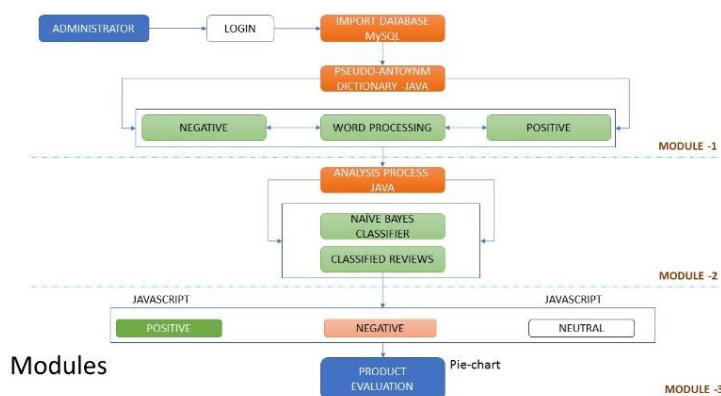 ADMINISTRATOR
LOGIN
IMPORT DATABASE
MySQL
PSEUDO-ANTOYNM
DICTIONARY -JAVA
NEGATIVE
WORD PROCESSING
POSITIVE
MODULE -1
ANALYSIS PROCESS
JAVA
NAÏVE BAYES
CLASSIFIER
CLASSIFIED REVIEWS
MODULE -2
JAVASCRIPT
JAVASCRIPT
POSITIVE
NEGATIVE
NEUTRAL
Modules
PRODUCT
EVALUATION
Pie-chart
MODULE -3